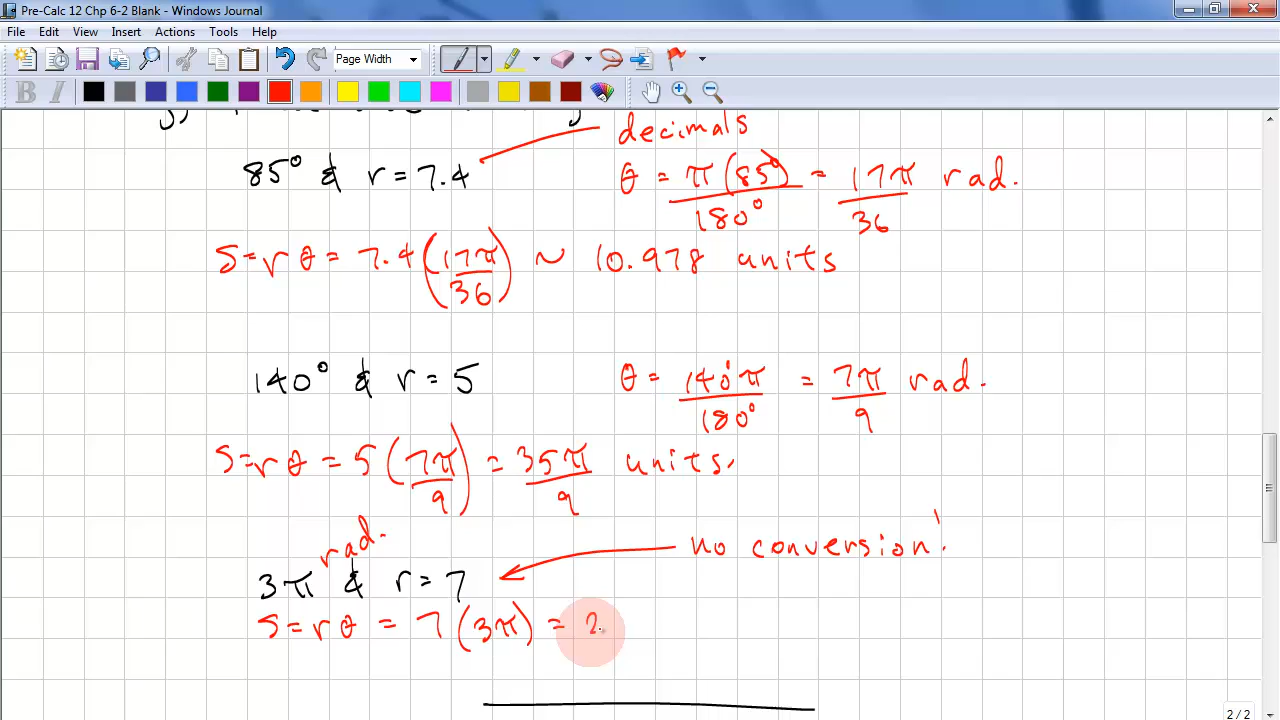 Pre-Calc 12 Chp 6-2 Blank - Windows Journal
File Edit View Insert Actions Tools Help
Page Width
B I
decimals
85° & r = 7.4
θ = π(85°)/180° = 17π/36 rad.
S = rθ = 7.4(17π/36) ~ 10.978 units
140° & r = 5
θ = 140°π/180° = 7π/9 rad.
S = rθ = 5(7π/9) = 35π/9 units.
rad.
no conversion!
3π & r = 7
S = rθ = 7(3π) = 2
2/2